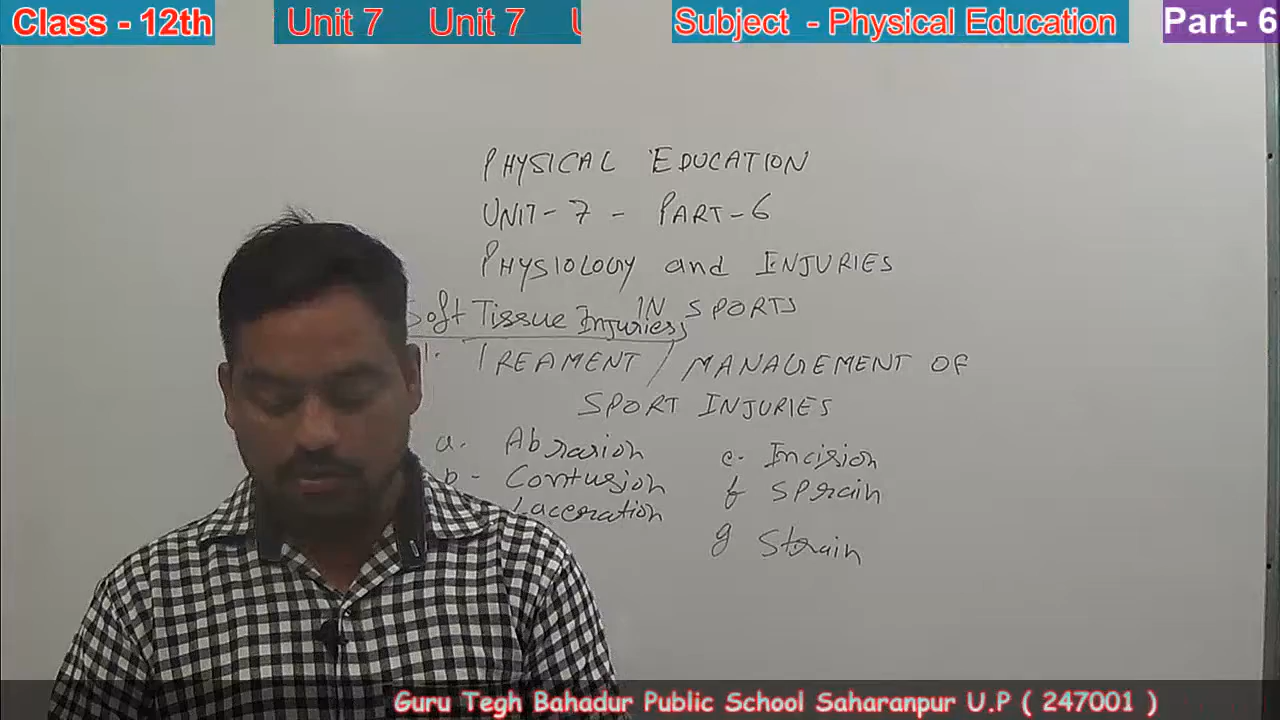 Class - 12th
Unit 7
Unit 7
Subject - Physical Education
Part- 6
PHYSICAL EDUCATION
UNIT-7 - PART-6
PHYSIOLOGY and INJURIES
IN SPORTS
Soft Tissue Injuries
1. TREAMENT / MANAGEMENT OF
SPORT INJURIES
a. Abrasion
b - Contusion
Laceration
e. Incision
f SPrain
g Strain
Guru Tegh Bahadur Public School Saharanpur U.P ( 247001 )